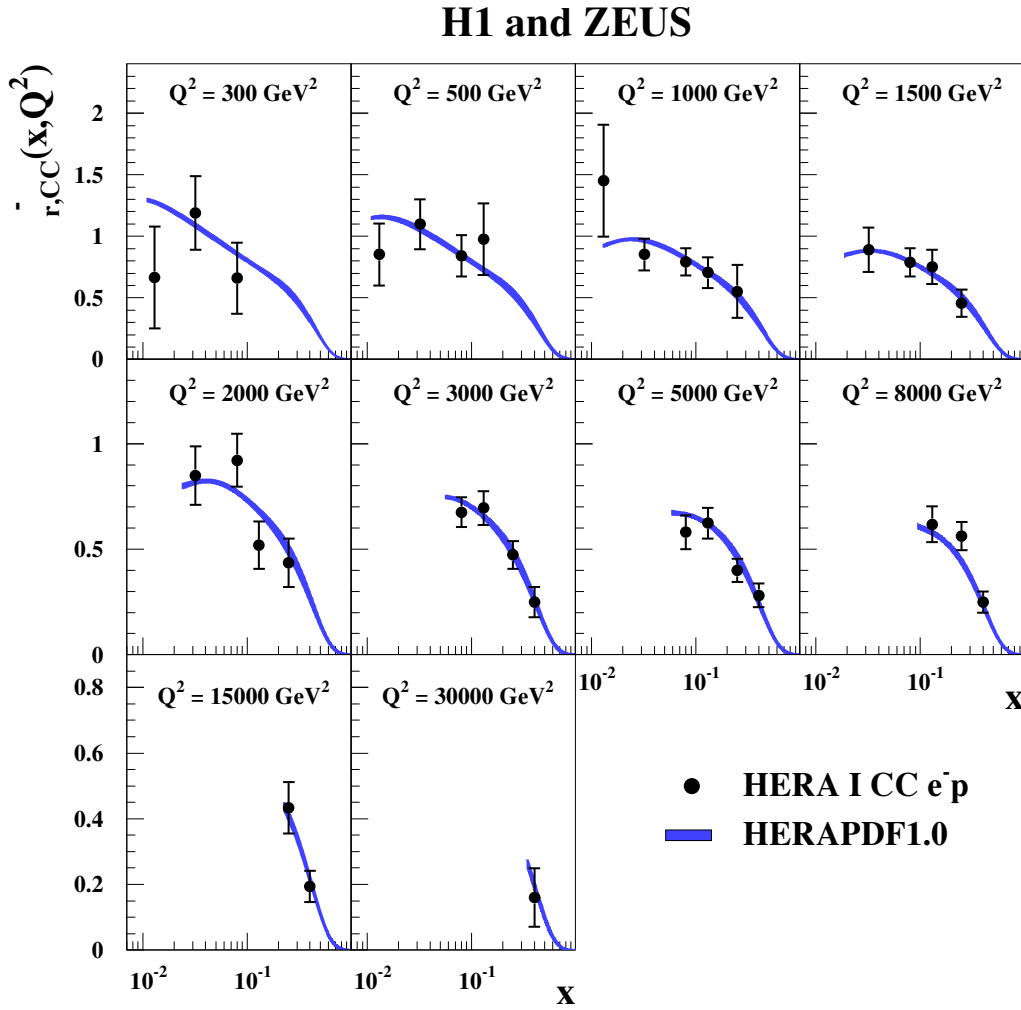 H1 and ZEUS
⁻
r,CC(x,Q²)
Q² = 300 GeV²
Q² = 500 GeV²
Q² = 1000 GeV²
Q² = 1500 GeV²
2
1.5
1
0.5
0
Q² = 2000 GeV²
Q² = 3000 GeV²
Q² = 5000 GeV²
Q² = 8000 GeV²
1
0.5
0
10⁻² 10⁻¹
10⁻² 10⁻¹
x
Q² = 15000 GeV²
Q² = 30000 GeV²
0.8
0.6
0.4
0.2
0
10⁻² 10⁻¹
10⁻² 10⁻¹
x
HERA I CC e⁻p
HERAPDF1.0